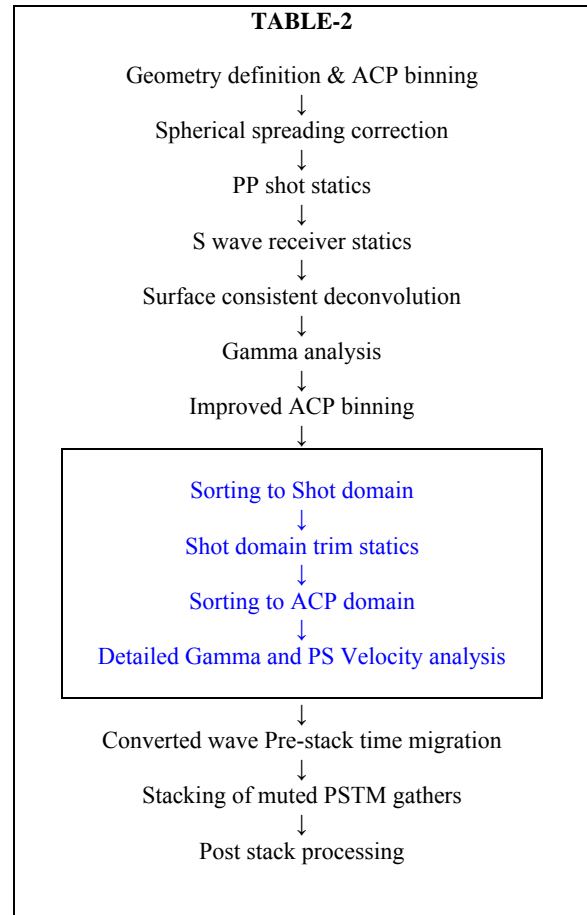 TABLE-2
Geometry definition & ACP binning
↓
Spherical spreading correction
↓
PP shot statics
↓
S wave receiver statics
↓
Surface consistent deconvolution
↓
Gamma analysis
↓
Improved ACP binning
↓
Sorting to Shot domain
↓
Shot domain trim statics
↓
Sorting to ACP domain
↓
Detailed Gamma and PS Velocity analysis
↓
Converted wave Pre-stack time migration
↓
Stacking of muted PSTM gathers
↓
Post stack processing